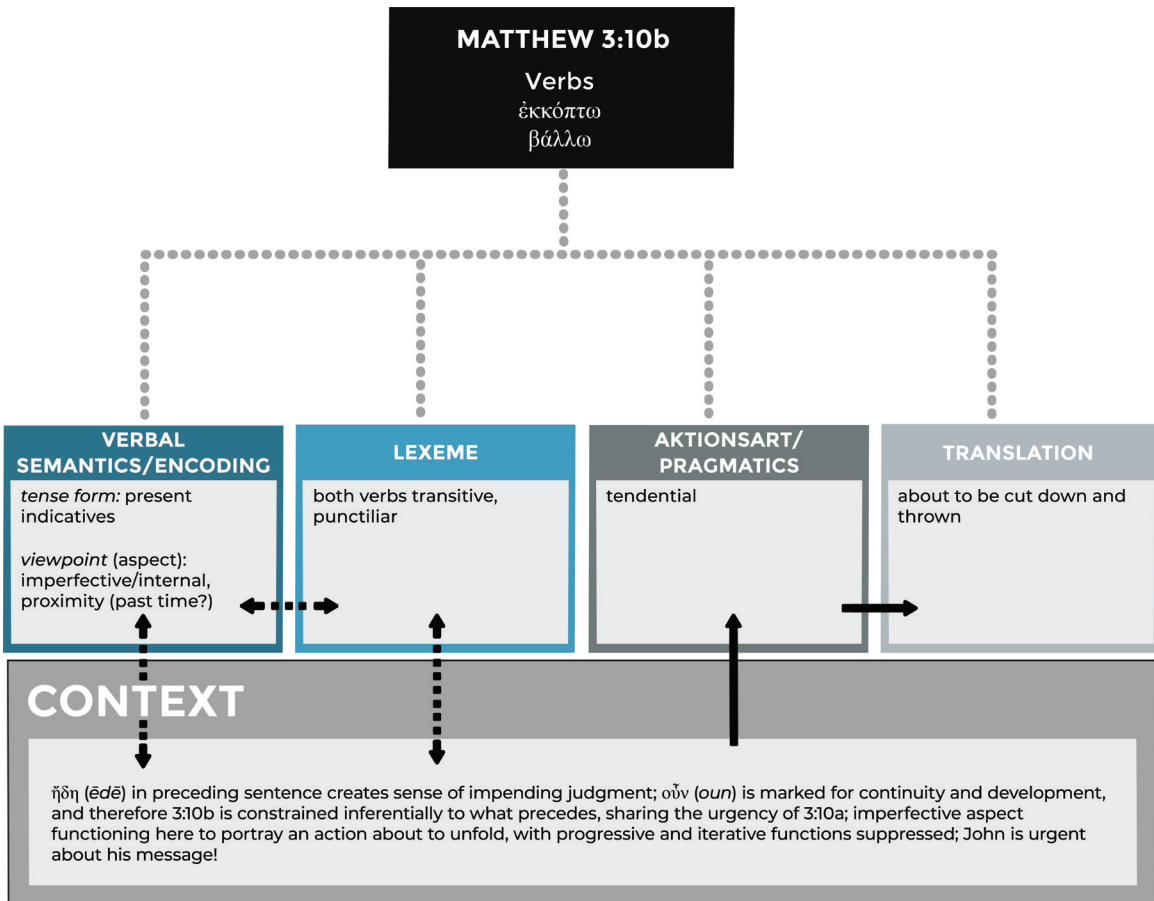 MATTHEW 3:10b
Verbs
ἐκκόπτω
βάλλω
VERBAL
SEMANTICS/ENCODING
tense form: present
indicatives
viewpoint (aspect):
imperfective/internal,
proximity (past time?)
LEXEME
both verbs transitive,
punctiliar
AKTIONSART/
PRAGMATICS
tendential
TRANSLATION
about to be cut down and
thrown
CONTEXT
ἤδη (ēdē) in preceding sentence creates sense of impending judgment; οὖν (oun) is marked for continuity and development,
and therefore 3:10b is constrained inferentially to what precedes, sharing the urgency of 3:10a; imperfective aspect
functioning here to portray an action about to unfold, with progressive and iterative functions suppressed; John is urgent
about his message!